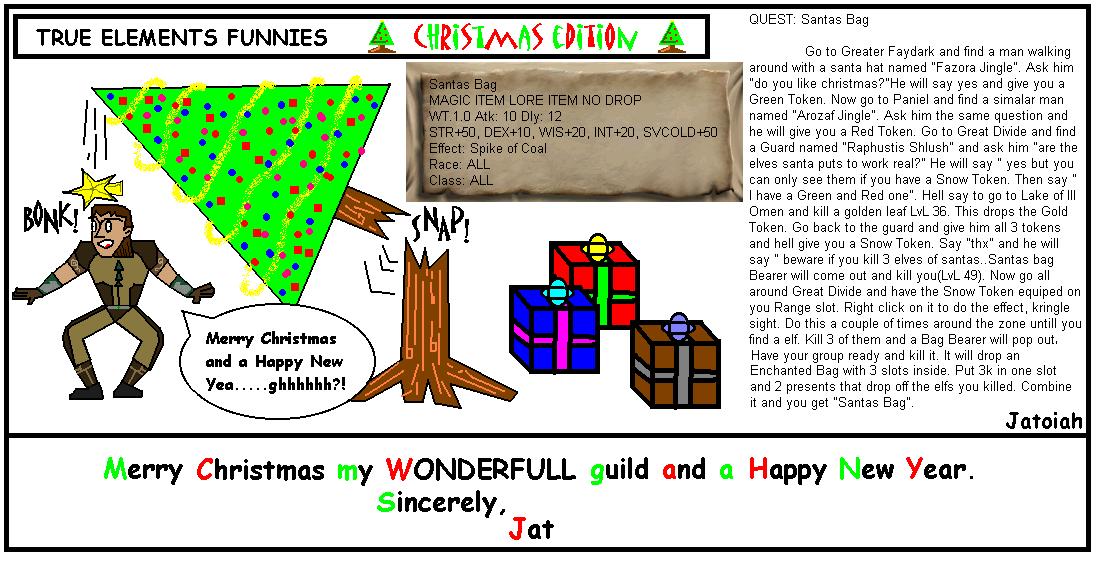 TRUE ELEMENTS FUNNIES
CHRISTMAS EDITION
Santas Bag
MAGIC ITEM LORE ITEM NO DROP
WT.1.0 Atk: 10 Dly: 12
STR+50, DEX+10, WIS+20, INT+20, SVCOLD+50
Effect: Spike of Coal
Race: ALL
Class: ALL
BONK!
SNAP!
Merry Christmas
and a Happy New
Yea.....ghhhhhh?!
QUEST: Santas Bag
Go to Greater Faydark and find a man walking
around with a santa hat named "Fazora Jingle". Ask him
"do you like christmas?"He will say yes and give you a
Green Token. Now go to Paniel and find a simalar man
named "Arozaf Jingle". Ask him the same question and
he will give you a Red Token. Go to Great Divide and find
a Guard named "Raphustis Shlush" and ask him "are the
elves santa puts to work real?" He will say " yes but you
can only see them if you have a Snow Token. Then say "
I have a Green and Red one". Hell say to go to Lake of Ill
Omen and kill a golden leaf LvL 36. This drops the Gold
Token. Go back to the guard and give him all 3 tokens
and hell give you a Snow Token. Say "thx" and he will
say " beware if you kill 3 elves of santas..Santas bag
Bearer will come out and kill you(LvL 49). Now go all
around Great Divide and have the Snow Token equiped on
you Range slot. Right click on it to do the effect, kringle
sight. Do this a couple of times around the zone untill you
find a elf. Kill 3 of them and a Bag Bearer will pop out.
Have your group ready and kill it. It will drop an
Enchanted Bag with 3 slots inside. Put 3k in one slot
and 2 presents that drop off the elfs you killed. Combine
it and you get "Santas Bag".
Jatoiah
Merry Christmas my WONDERFULL guild and a Happy New Year.
Sincerely,
Jat